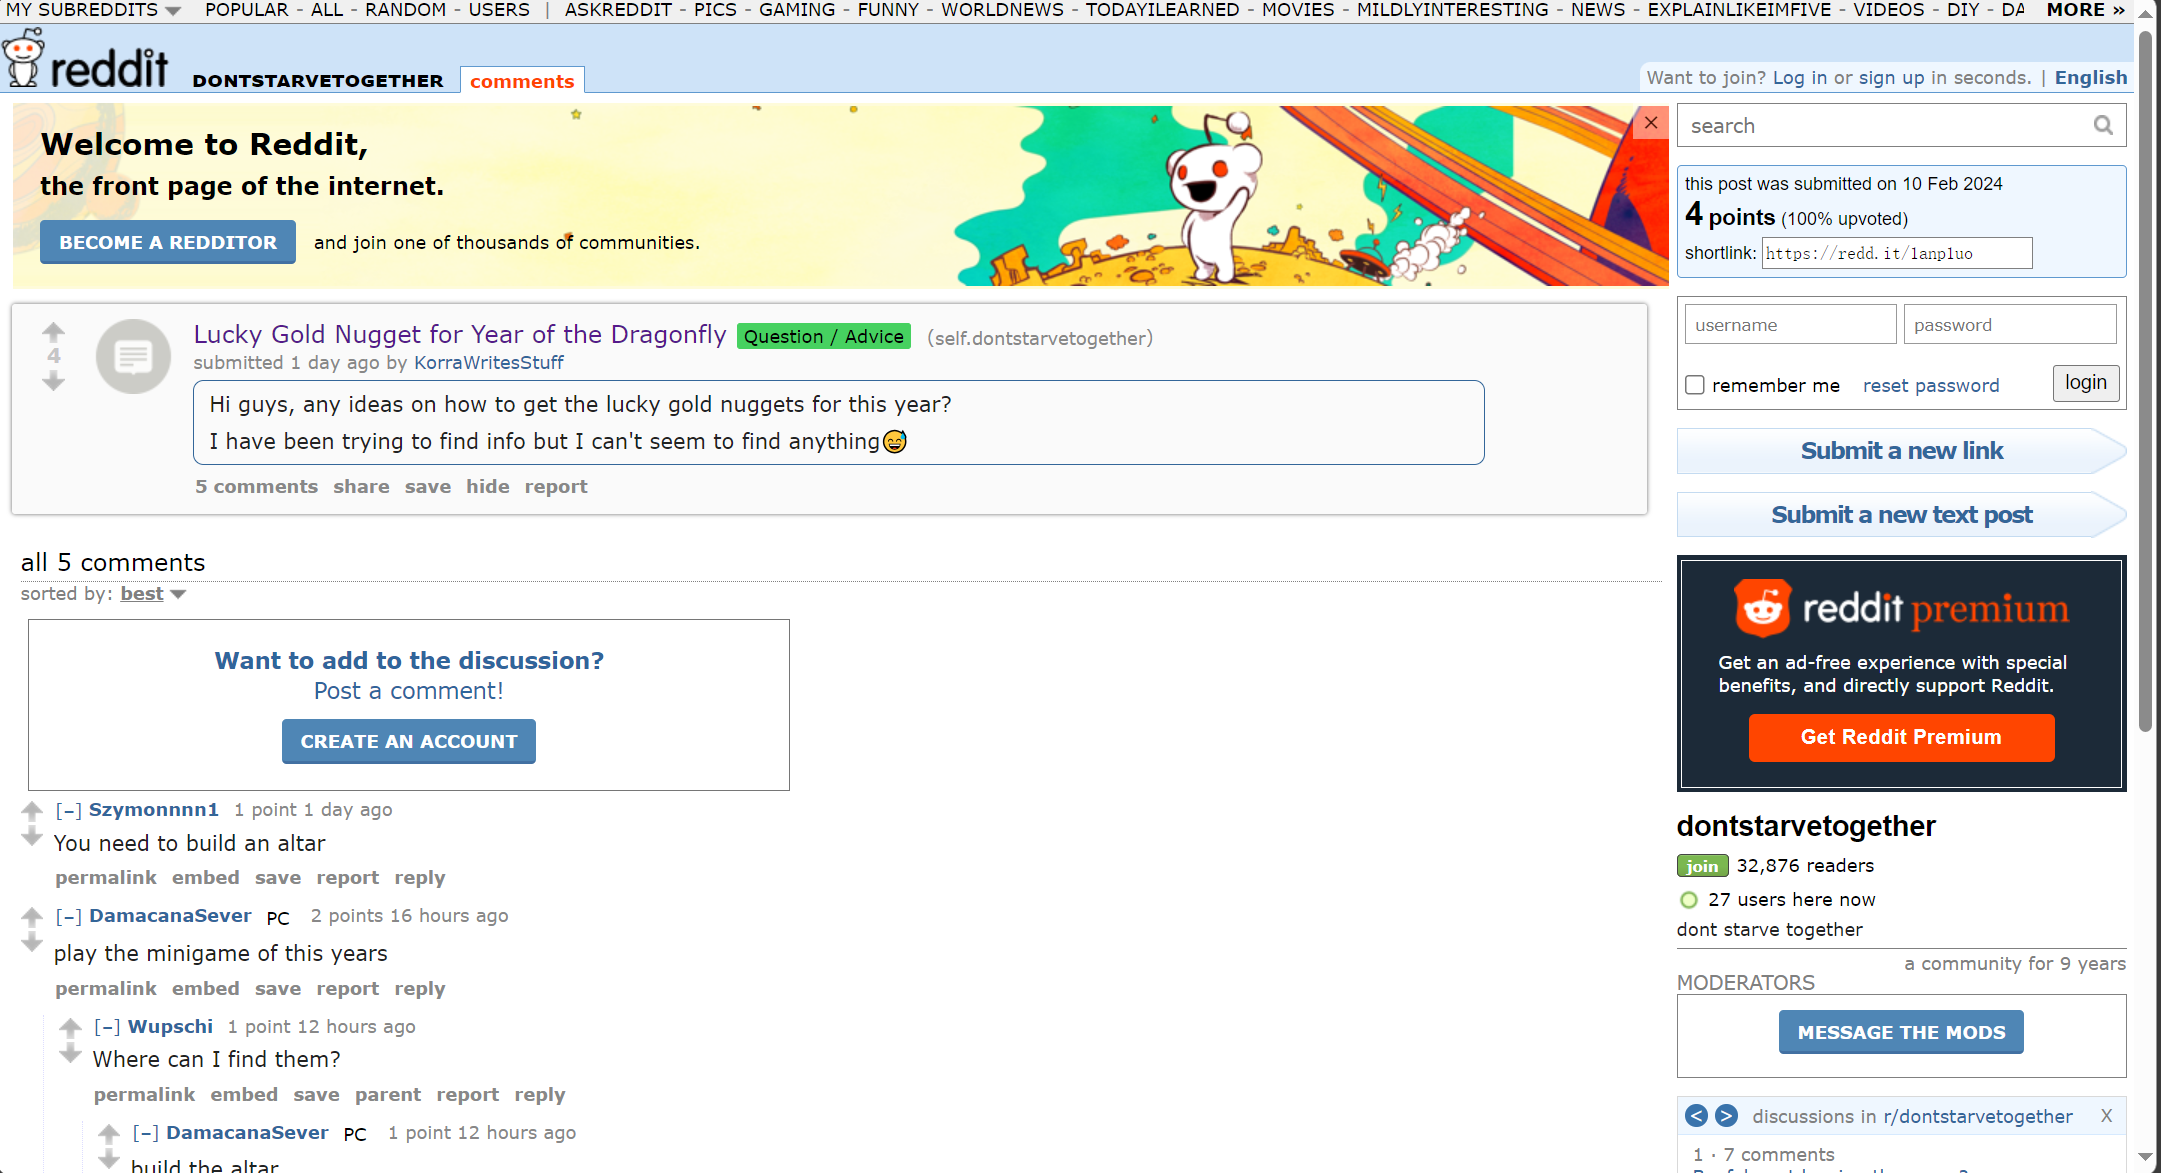 MY SUBREDDITS POPULAR - ALL - RANDOM - USERS | ASKREDDIT - PICS - GAMING - FUNNY - WORLDNEWS - TODAYILEARNED - MOVIES - MILDLYINTERESTING - NEWS - EXPLAINLIKEIMFIVE - VIDEOS - DIY - DA MORE »
reddit DONTSTARVETOGETHER comments
Want to join? Log in or sign up in seconds. | English
Welcome to Reddit,
the front page of the internet.
BECOME A REDDITOR and join one of thousands of communities.
4
Lucky Gold Nugget for Year of the Dragonfly Question / Advice (self.dontstarvetogether)
submitted 1 day ago by KorraWritesStuff
Hi guys, any ideas on how to get the lucky gold nuggets for this year?
I have been trying to find info but I can't seem to find anything😅
5 comments share save hide report
all 5 comments
sorted by: best
Want to add to the discussion?
Post a comment!
CREATE AN ACCOUNT
[–] Szymonnnn1 1 point 1 day ago
You need to build an altar
permalink embed save report reply
[–] DamacanaSever PC 2 points 16 hours ago
play the minigame of this years
permalink embed save report reply
[–] Wupschi 1 point 12 hours ago
Where can I find them?
permalink embed save parent report reply
[–] DamacanaSever PC 1 point 12 hours ago
build the altar
search
this post was submitted on 10 Feb 2024
4 points (100% upvoted)
shortlink: https://redd.it/1anp1uo
username password
remember me reset password login
Submit a new link
Submit a new text post
reddit premium
Get an ad-free experience with special
benefits, and directly support Reddit.
Get Reddit Premium
dontstarvetogether
join 32,876 readers
27 users here now
dont starve together
a community for 9 years
MODERATORS
MESSAGE THE MODS
< > discussions in r/dontstarvetogether X
1 · 7 comments